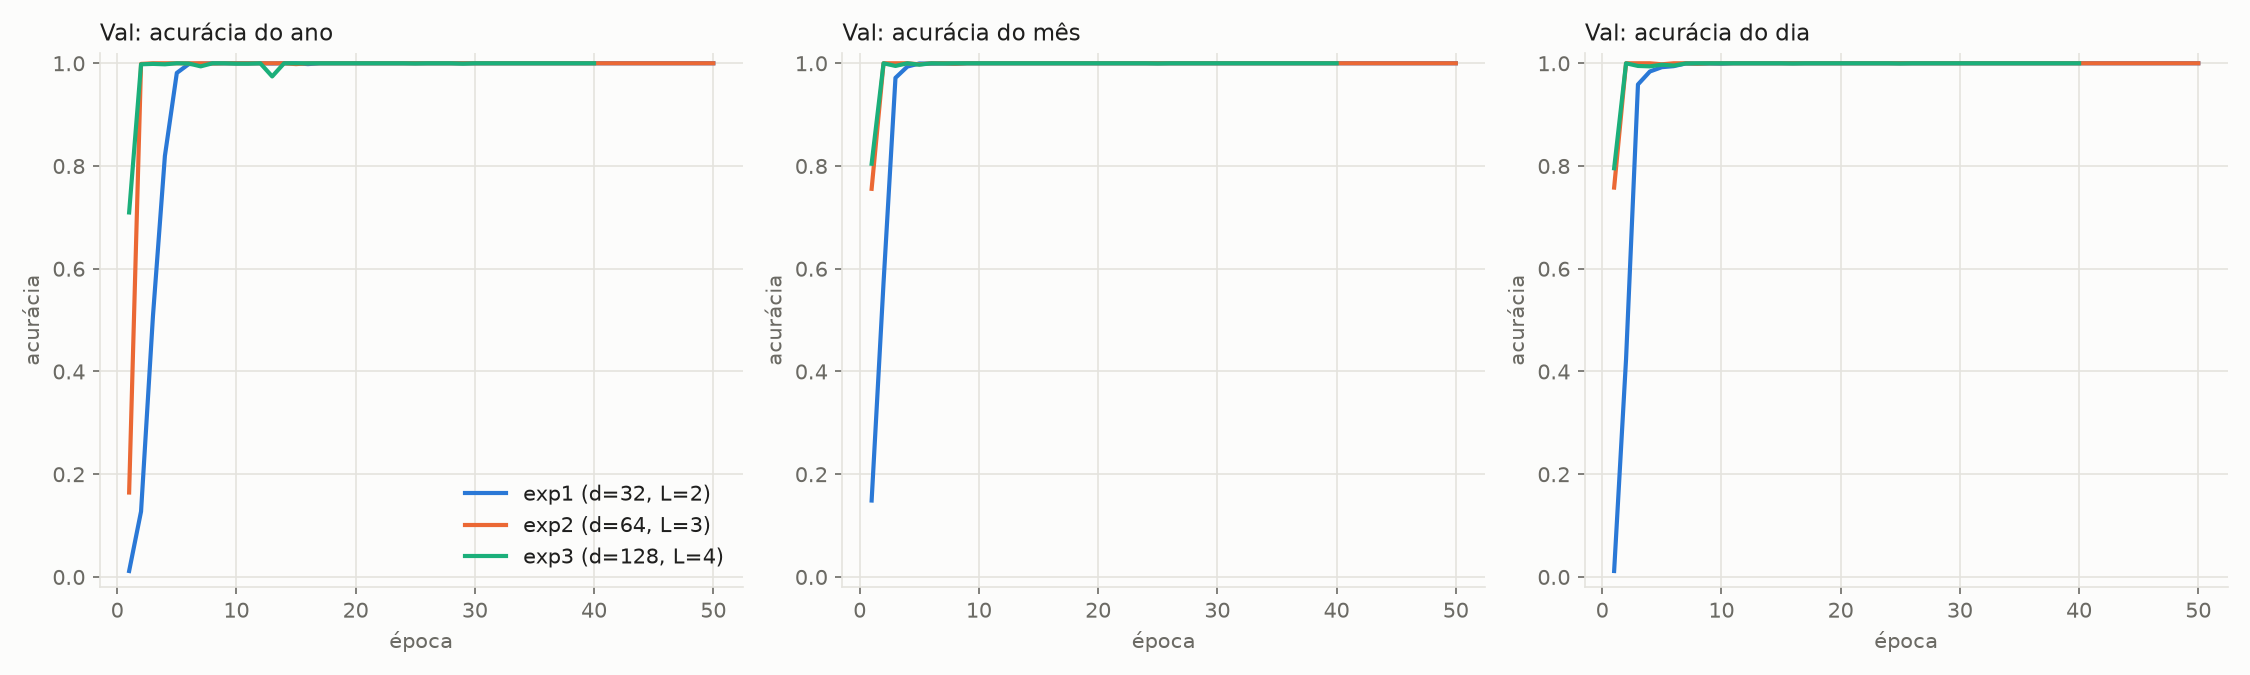 Val: acurácia do ano
acurácia
1.0
0.8
0.6
0.4
0.2
0.0
exp1 (d=32, L=2)
exp2 (d=64, L=3)
exp3 (d=128, L=4)
0 10 20 30 40 50
época
Val: acurácia do mês
acurácia
1.0
0.8
0.6
0.4
0.2
0.0
0 10 20 30 40 50
época
Val: acurácia do dia
acurácia
1.0
0.8
0.6
0.4
0.2
0.0
0 10 20 30 40 50
época